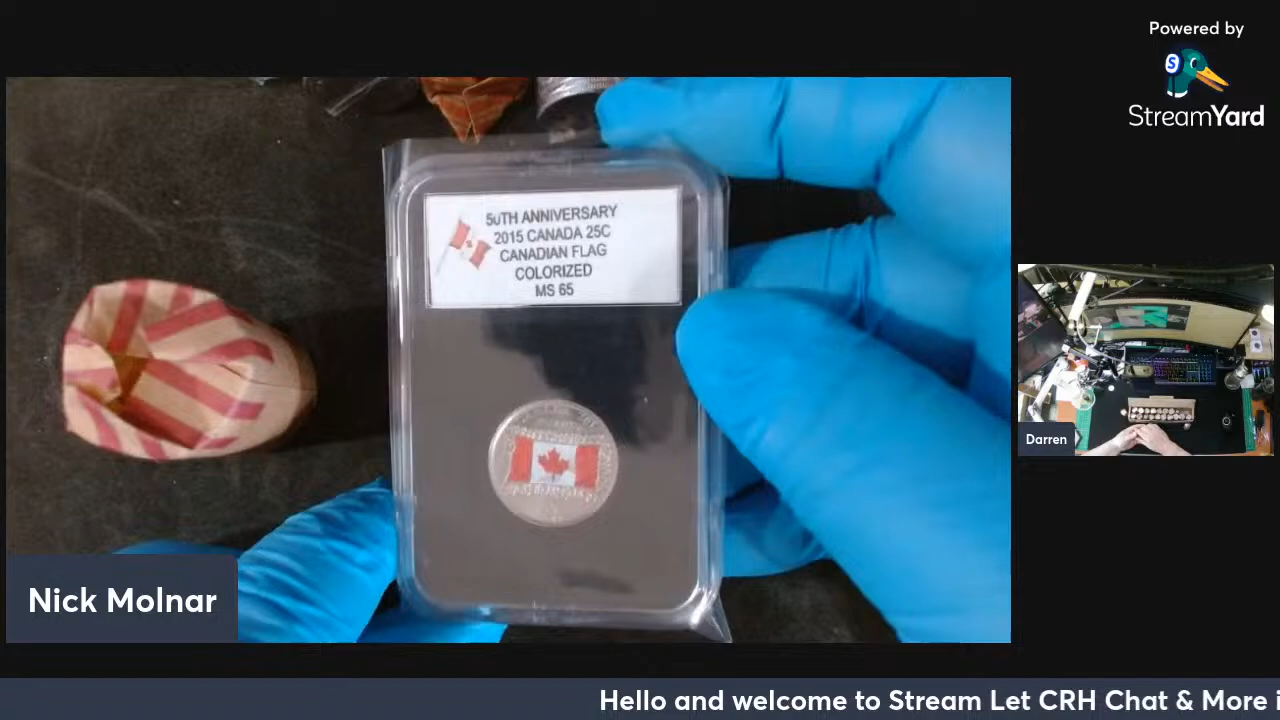 Powered by
StreamYard
50TH ANNIVERSARY
2015 CANADA 25C
CANADIAN FLAG
COLORIZED
MS 65
Darren
Nick Molnar
Hello and welcome to Stream Let CRH Chat & More i